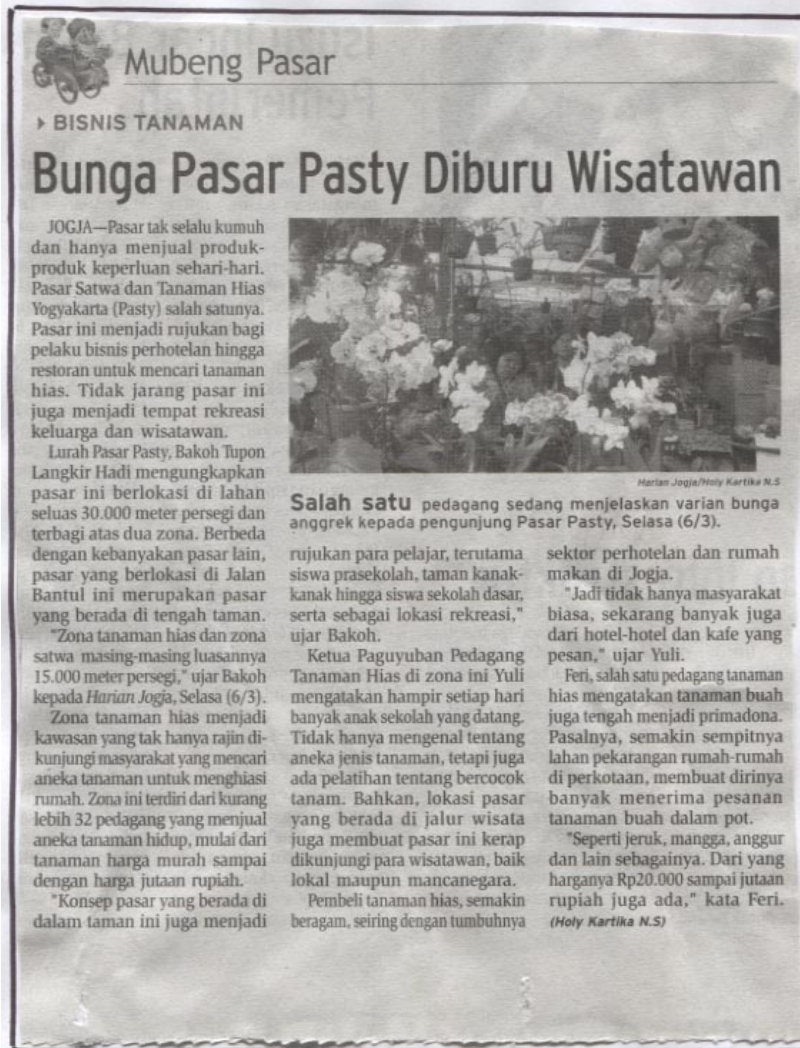 Mubeng Pasar
BISNIS TANAMAN
Bunga Pasar Pasty Diburu Wisatawan
JOGJA—Pasar tak selalu kumuh
dan hanya menjual produk-
produk keperluan sehari-hari.
Pasar Satwa dan Tanaman Hias
Yogyakarta (Pasty) salah satunya.
Pasar ini menjadi rujukan bagi
pelaku bisnis perhotelan hingga
restoran untuk mencari tanaman
hias. Tidak jarang pasar ini
juga menjadi tempat rekreasi
keluarga dan wisatawan.
Lurah Pasar Pasty, Bakoh Tupon
Langkir Hadi mengungkapkan
pasar ini berlokasi di lahan
seluas 30.000 meter persegi dan
terbagi atas dua zona. Berbeda
dengan kebanyakan pasar lain,
pasar yang berlokasi di Jalan
Bantul ini merupakan pasar
yang berada di tengah taman.
"Zona tanaman hias dan zona
satwa masing-masing luasannya
15.000 meter persegi," ujar Bakoh
kepada Harian Jogja, Selasa (6/3).
Zona tanaman hias menjadi
kawasan yang tak hanya rajin di-
kunjungi masyarakat yang mencari
aneka tanaman untuk menghiasi
rumah. Zona ini terdiri dari kurang
lebih 32 pedagang yang menjual
aneka tanaman hidup, mulai dari
tanaman harga murah sampai
dengan harga jutaan rupiah.
"Konsep pasar yang berada di
dalam taman ini juga menjadi
Harian Jogja/Holy Kartika N.S
Salah satu pedagang sedang menjelaskan varian bunga
anggrek kepada pengunjung Pasar Pasty, Selasa (6/3).
rujukan para pelajar, terutama
siswa prasekolah, taman kanak-
kanak hingga siswa sekolah dasar,
serta sebagai lokasi rekreasi,"
ujar Bakoh.
Ketua Paguyuban Pedagang
Tanaman Hias di zona ini Yuli
mengatakan hampir setiap hari
banyak anak sekolah yang datang.
Tidak hanya mengenal tentang
aneka jenis tanaman, tetapi juga
ada pelatihan tentang bercocok
tanam. Bahkan, lokasi pasar
yang berada di jalur wisata
juga membuat pasar ini kerap
dikunjungi para wisatawan, baik
lokal maupun mancanegara.
Pembeli tanaman hias, semakin
beragam, seiring dengan tumbuhnya
sektor perhotelan dan rumah
makan di Jogja.
"Jadi tidak hanya masyarakat
biasa, sekarang banyak juga
dari hotel-hotel dan kafe yang
pesan," ujar Yuli.
Feri, salah satu pedagang tanaman
hias mengatakan tanaman buah
juga tengah menjadi primadona.
Pasalnya, semakin sempitnya
lahan pekarangan rumah-rumah
di perkotaan, membuat dirinya
banyak menerima pesanan
tanaman buah dalam pot.
"Seperti jeruk, mangga, anggur
dan lain sebagainya. Dari yang
harganya Rp20.000 sampai jutaan
rupiah juga ada," kata Feri.
(Holy Kartika N.S)